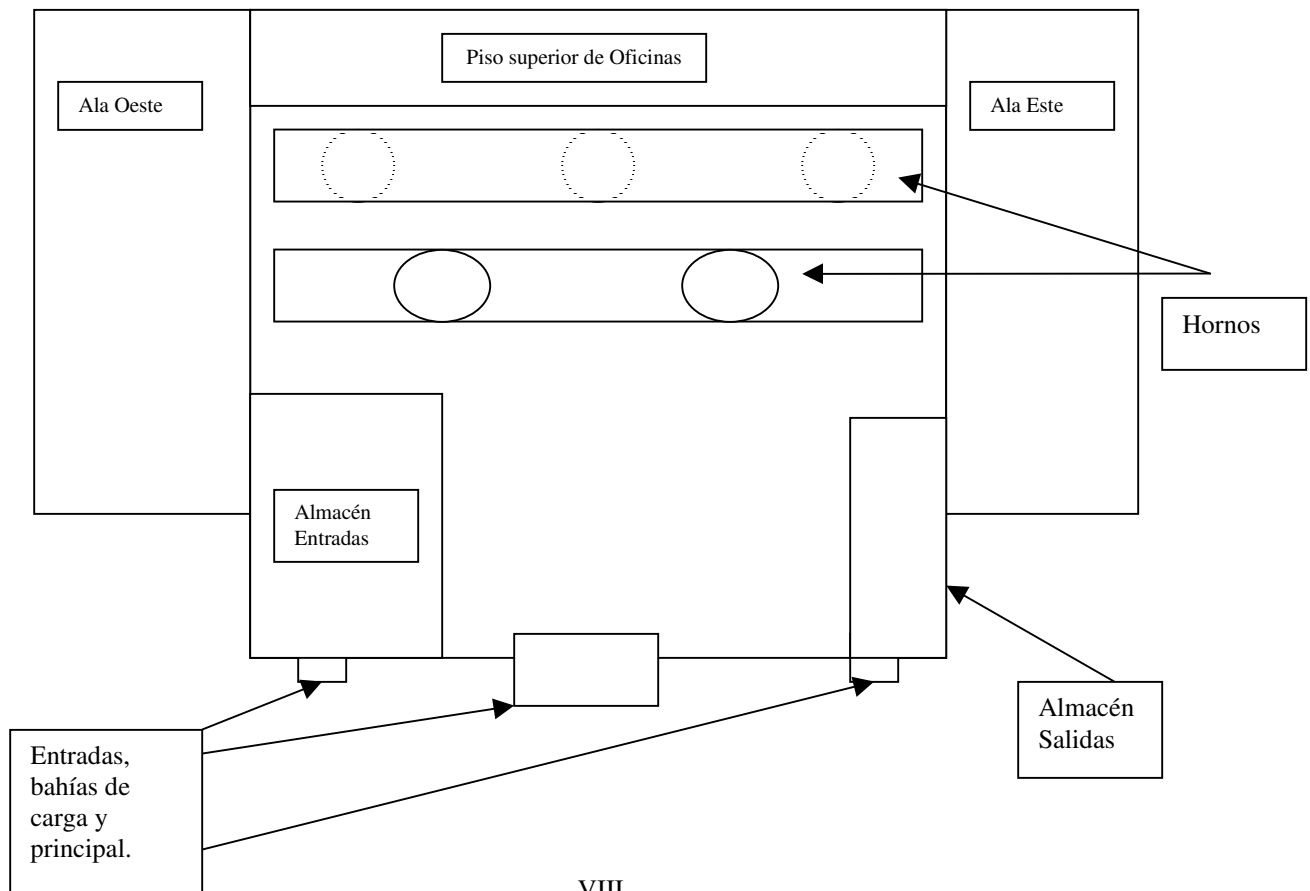 Piso superior de Oficinas
Ala Oeste
Ala Este
Hornos
Almacén
Entradas
Almacén
Salidas
Entradas,
bahías de
carga y
principal.
VIII